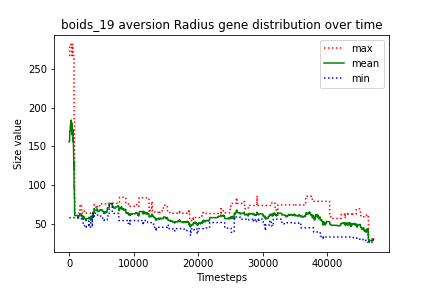 boids_19 aversion Radius gene distribution over time
max
mean
min
Size value
250
200
150
100
50
0
10000
20000
30000
40000
Timesteps